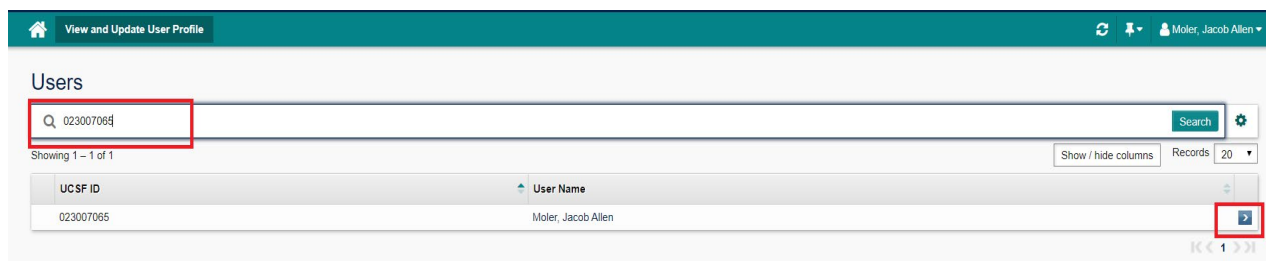 View and Update User Profile Moler, Jacob Allen
Users
023007065 Search
Showing 1 – 1 of 1 Show / hide columns Records 20
UCSF ID User Name
023007065 Moler, Jacob Allen
1